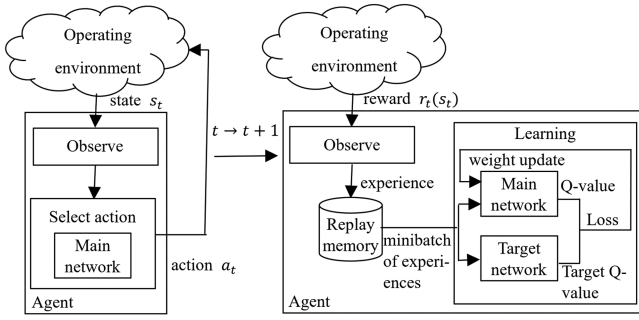 Operating
environment
state s_t
Observe
Select action
Main
network
action a_t
Agent
t → t + 1
Operating
environment
reward r_t(s_t)
Observe
experience
Replay
memory
minibatch
of experi-
ences
Agent
Learning
weight update
Main
network
Q-value
Loss
Target
network
Target Q-
value